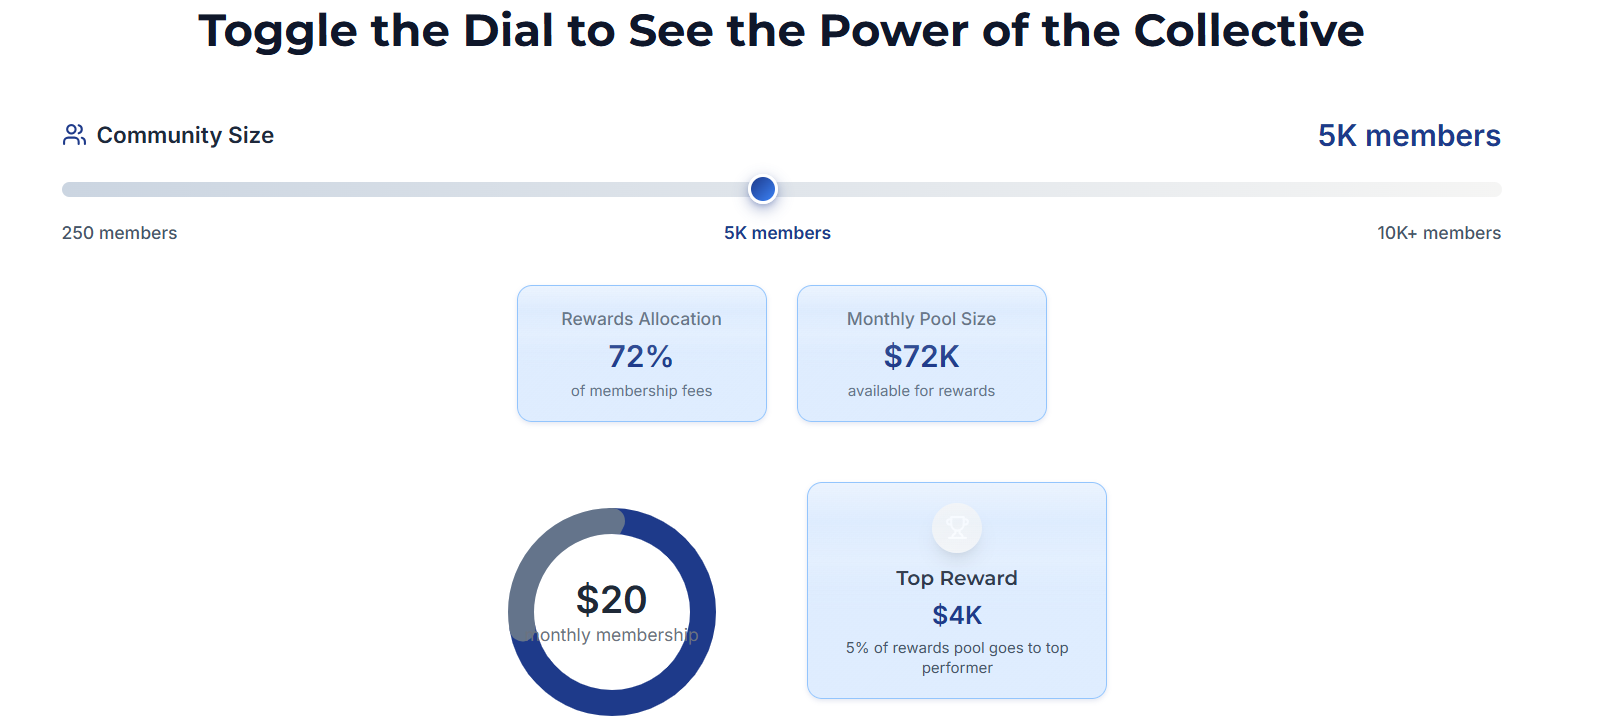 Toggle the Dial to See the Power of the Collective
Community Size
5K members
250 members
5K members
10K+ members
Rewards Allocation
72%
of membership fees
Monthly Pool Size
$72K
available for rewards
$20
monthly membership
Top Reward
$4K
5% of rewards pool goes to top
performer